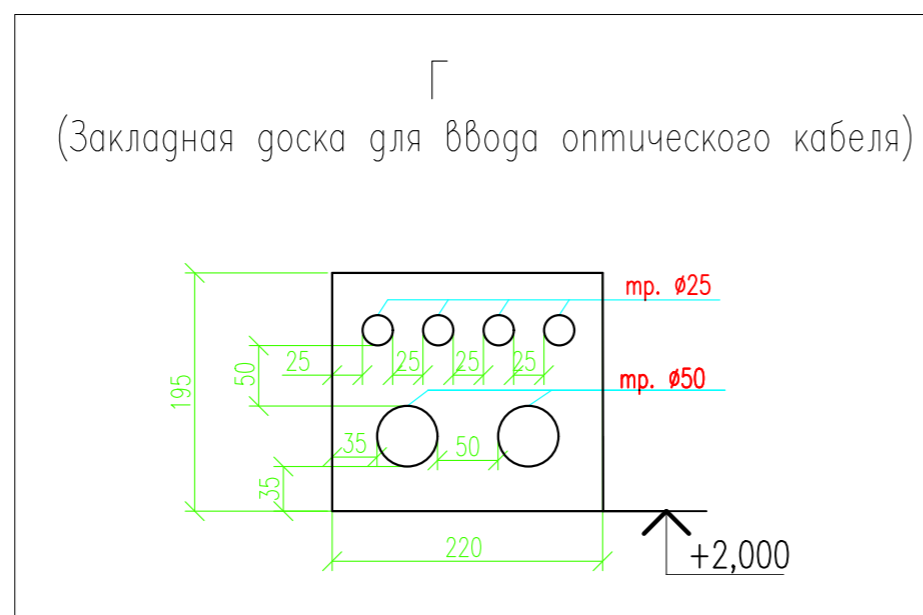 Г
(Закладная доска для ввода оптического кабеля)
тр. ø25
25 25 25 25
50
195
тр. ø50
35 50
35
220
+2,000